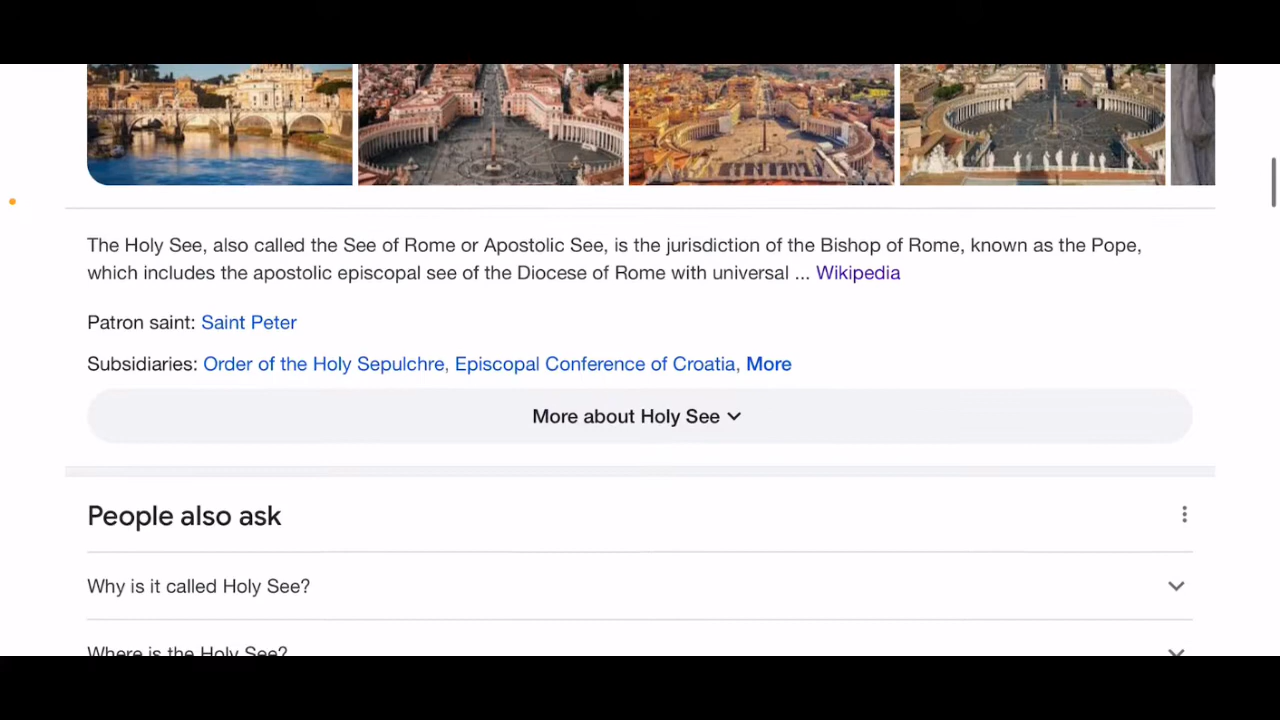 The Holy See, also called the See of Rome or Apostolic See, is the jurisdiction of the Bishop of Rome, known as the Pope,
which includes the apostolic episcopal see of the Diocese of Rome with universal ... Wikipedia
Patron saint: Saint Peter
Subsidiaries: Order of the Holy Sepulchre, Episcopal Conference of Croatia, More
More about Holy See
People also ask
Why is it called Holy See?
Where is the Holy See?